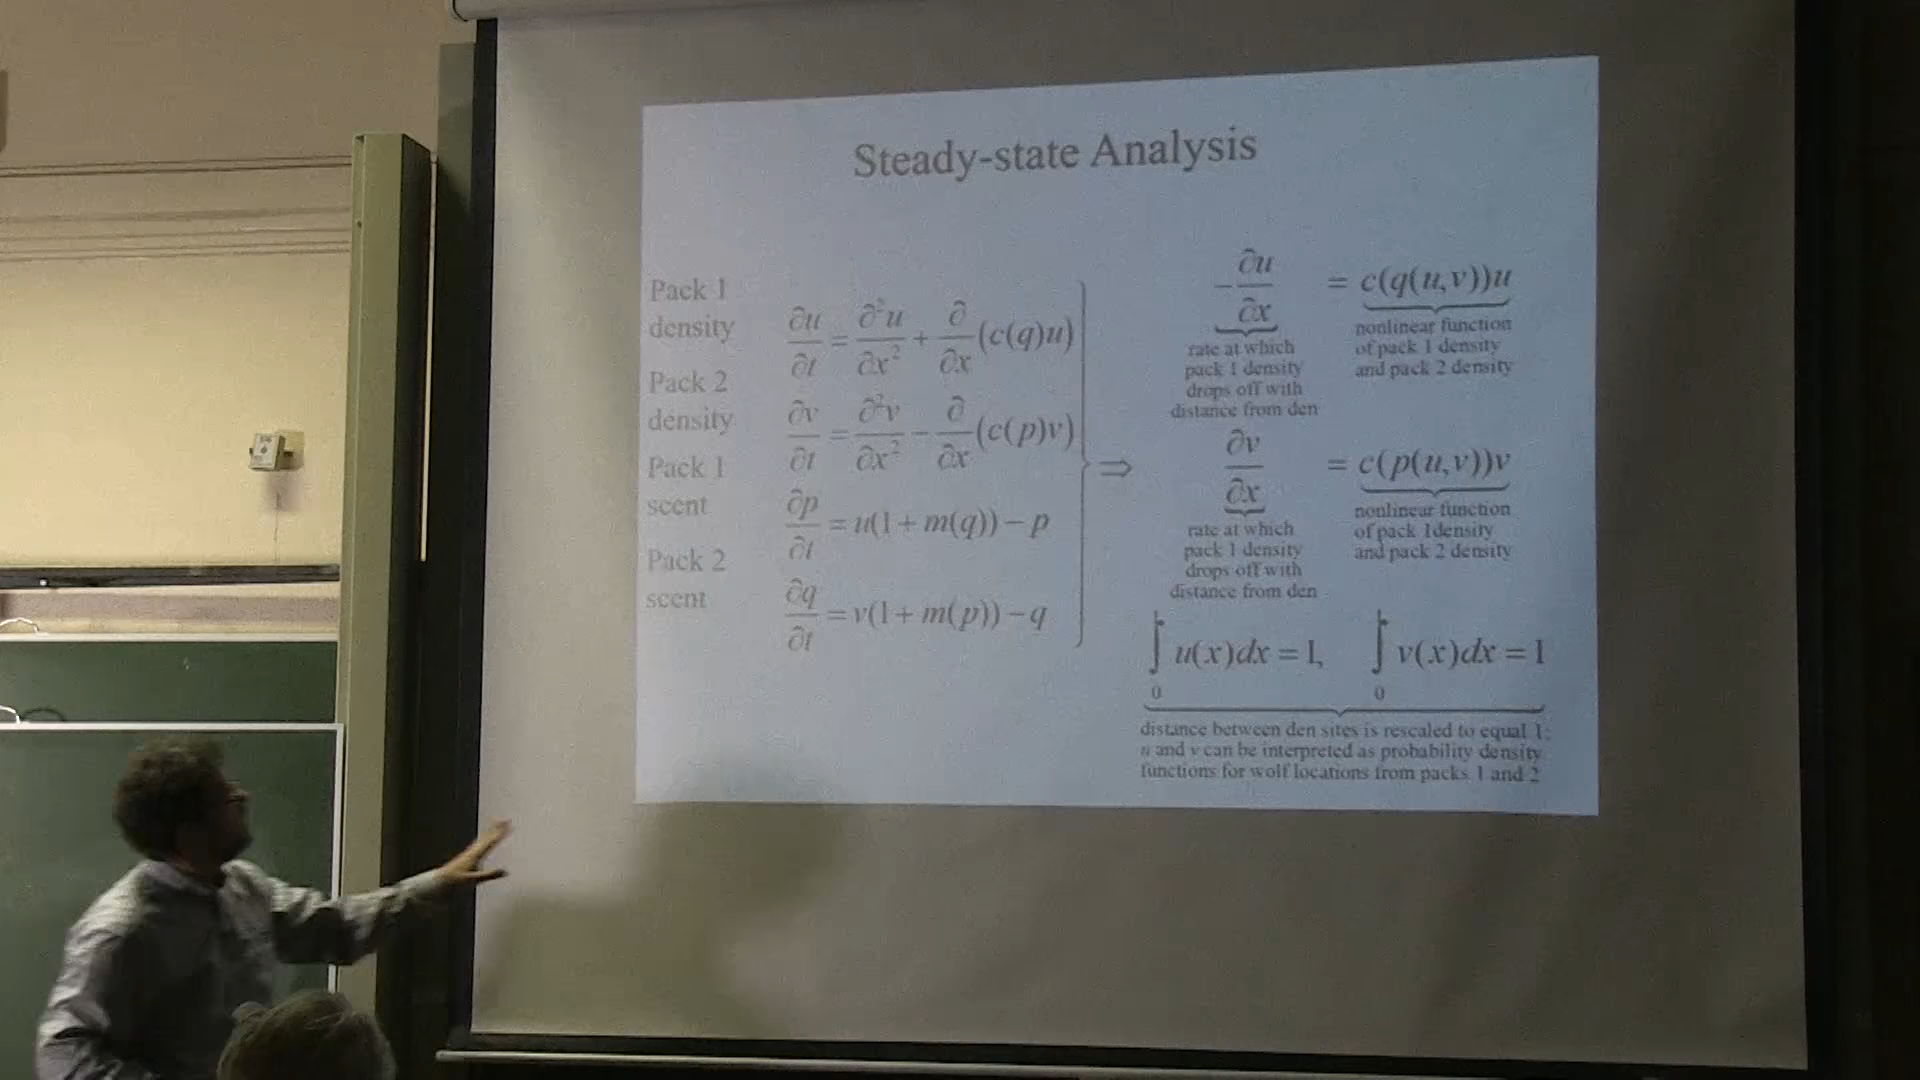 Steady-state Analysis
Pack 1
density
∂u/∂t = ∂²u/∂x² + ∂/∂x (c(q)u)
Pack 2
density
∂v/∂t = ∂²v/∂x² − ∂/∂x (c(p)v)
Pack 1
scent
∂p/∂t = u(1 + m(q)) − p
Pack 2
scent
∂q/∂t = v(1 + m(p)) − q
⇒
−∂u/∂x = c(q(u,v))u
rate at which
pack 1 density
drops off with
distance from den
nonlinear function
of pack 1 density
and pack 2 density
∂v/∂x = c(p(u,v))v
rate at which
pack 1 density
drops off with
distance from den
nonlinear function
of pack 1density
and pack 2 density
∫₀¹ u(x)dx = 1, ∫₀¹ v(x)dx = 1
distance between den sites is rescaled to equal 1;
u and v can be interpreted as probability density
functions for wolf locations from packs 1 and 2